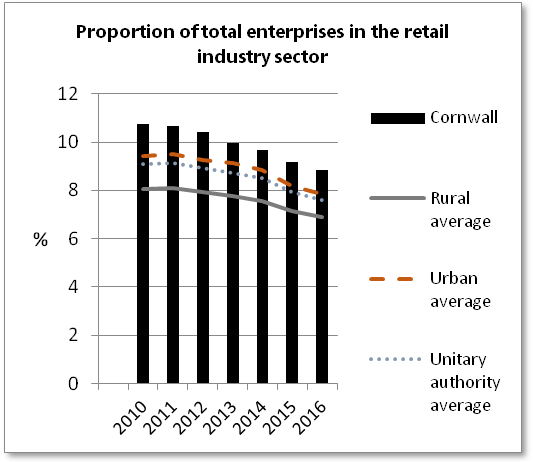 Proportion of total enterprises in the retail
industry sector
12
10
8
6
4
2
0
%
2010
2011
2012
2013
2014
2015
2016
Cornwall
Rural
average
Urban
average
Unitary
authority
average